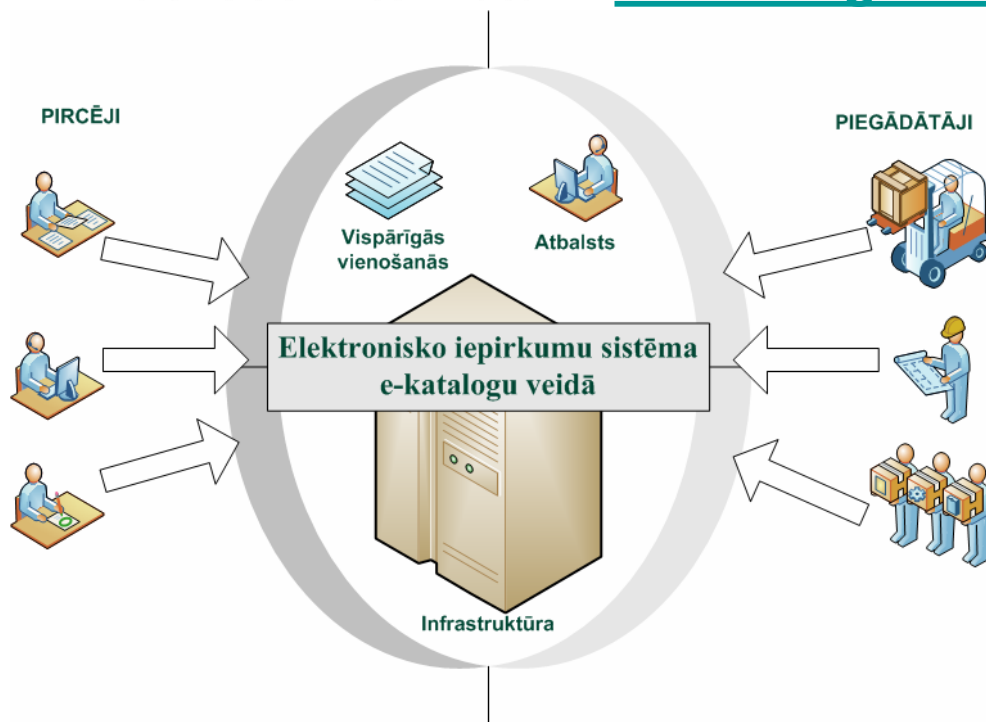 PIRCĒJI
PIEGĀDĀTĀJI
Vispārīgās
vienošanās
Atbalsts
Elektronisko iepirkumu sistēma
e-katalogu veidā
Infrastruktūra